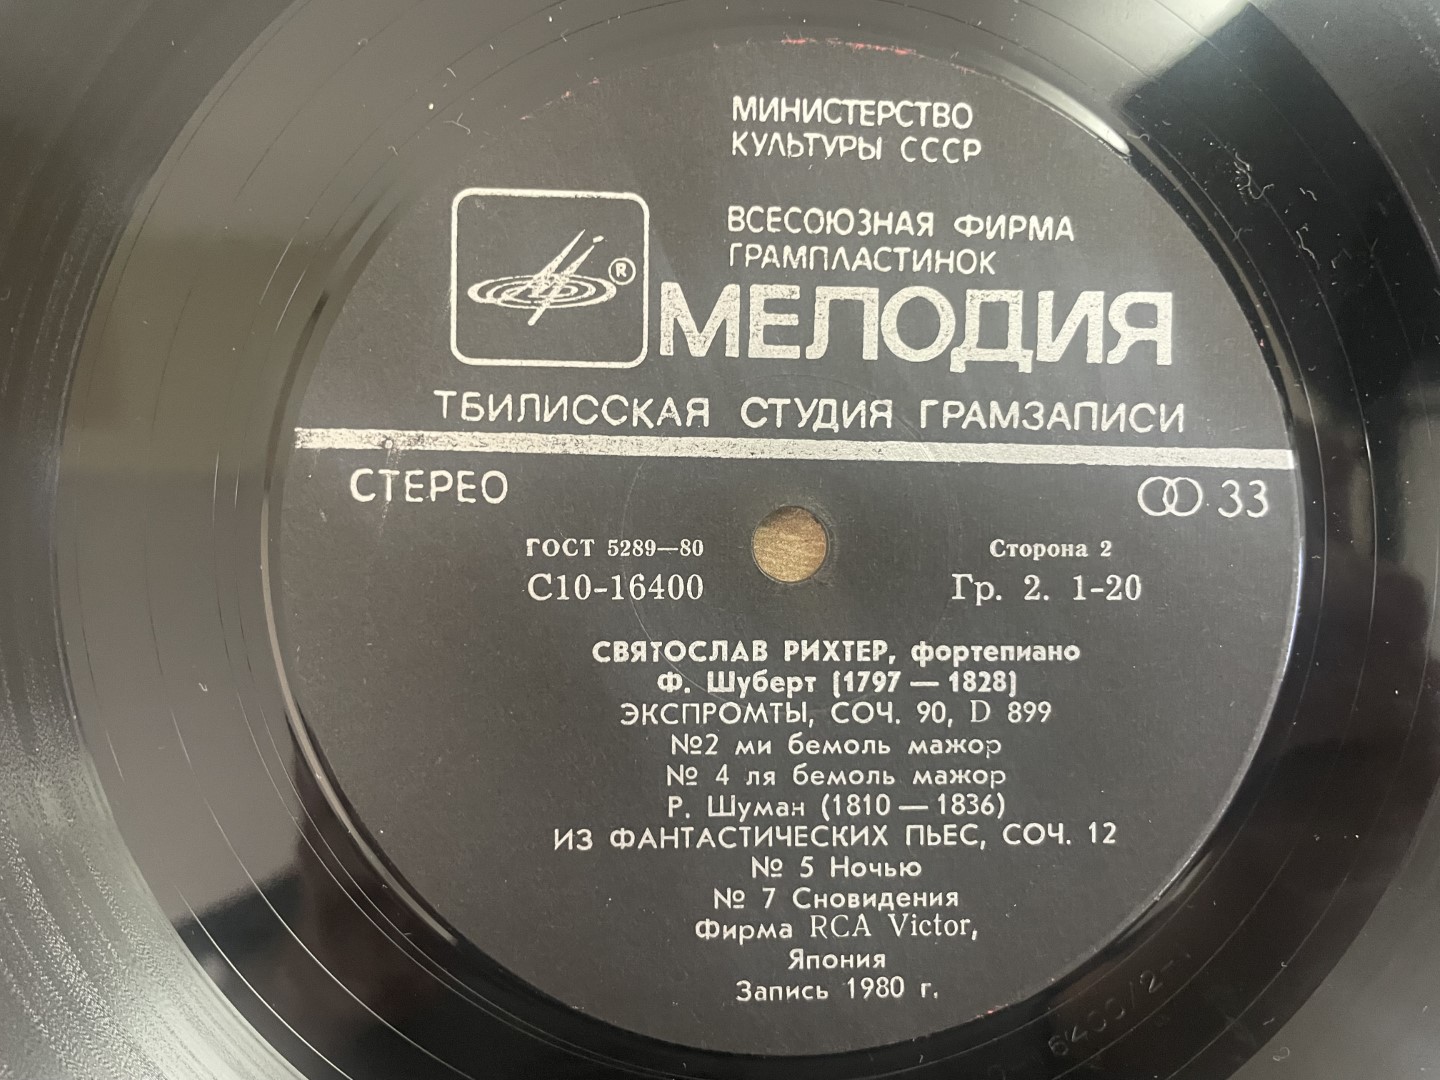 МИНИСТЕРСТВО
КУЛЬТУРЫ СССР
ВСЕСОЮЗНАЯ ФИРМА
ГРАМПЛАСТИНОК
®
МЕЛОДИЯ
ТБИЛИССКАЯ СТУДИЯ ГРАМЗАПИСИ
СТЕРЕО
33
ГОСТ 5289—80
Сторона 2
С10-16400
Гр. 2. 1-20
СВЯТОСЛАВ РИХТЕР, фортепиано
Ф. Шуберт (1797 — 1828)
ЭКСПРОМТЫ, СОЧ. 90, D 899
№2 ми бемоль мажор
№ 4 ля бемоль мажор
Р. Шуман (1810 — 1836)
ИЗ ФАНТАСТИЧЕСКИХ ПЬЕС, СОЧ. 12
№ 5 Ночью
№ 7 Сновидения
Фирма RCA Victor,
Япония
Запись 1980 г.